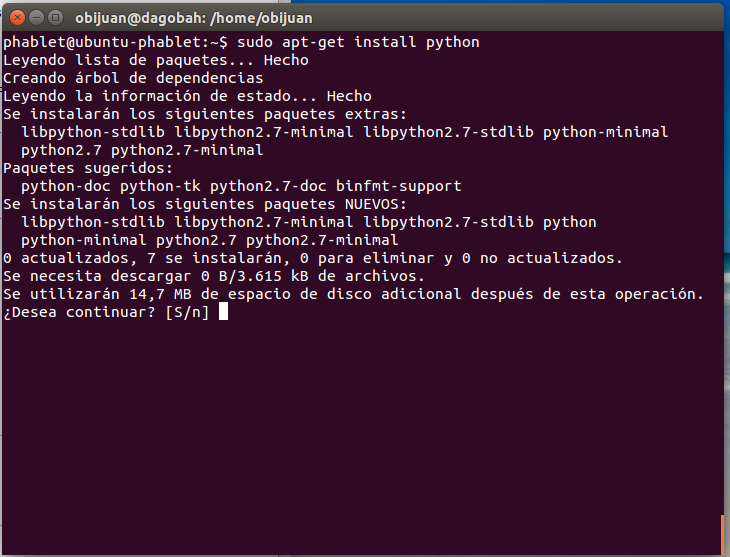 obijuan@dagobah: /home/obijuan
phablet@ubuntu-phablet:~$ sudo apt-get install python
Leyendo lista de paquetes... Hecho
Creando árbol de dependencias
Leyendo la información de estado... Hecho
Se instalarán los siguientes paquetes extras:
  libpython-stdlib libpython2.7-minimal libpython2.7-stdlib python-minimal
  python2.7 python2.7-minimal
Paquetes sugeridos:
  python-doc python-tk python2.7-doc binfmt-support
Se instalarán los siguientes paquetes NUEVOS:
  libpython-stdlib libpython2.7-minimal libpython2.7-stdlib python
  python-minimal python2.7 python2.7-minimal
0 actualizados, 7 se instalarán, 0 para eliminar y 0 no actualizados.
Se necesita descargar 0 B/3.615 kB de archivos.
Se utilizarán 14,7 MB de espacio de disco adicional después de esta operación.
¿Desea continuar? [S/n]